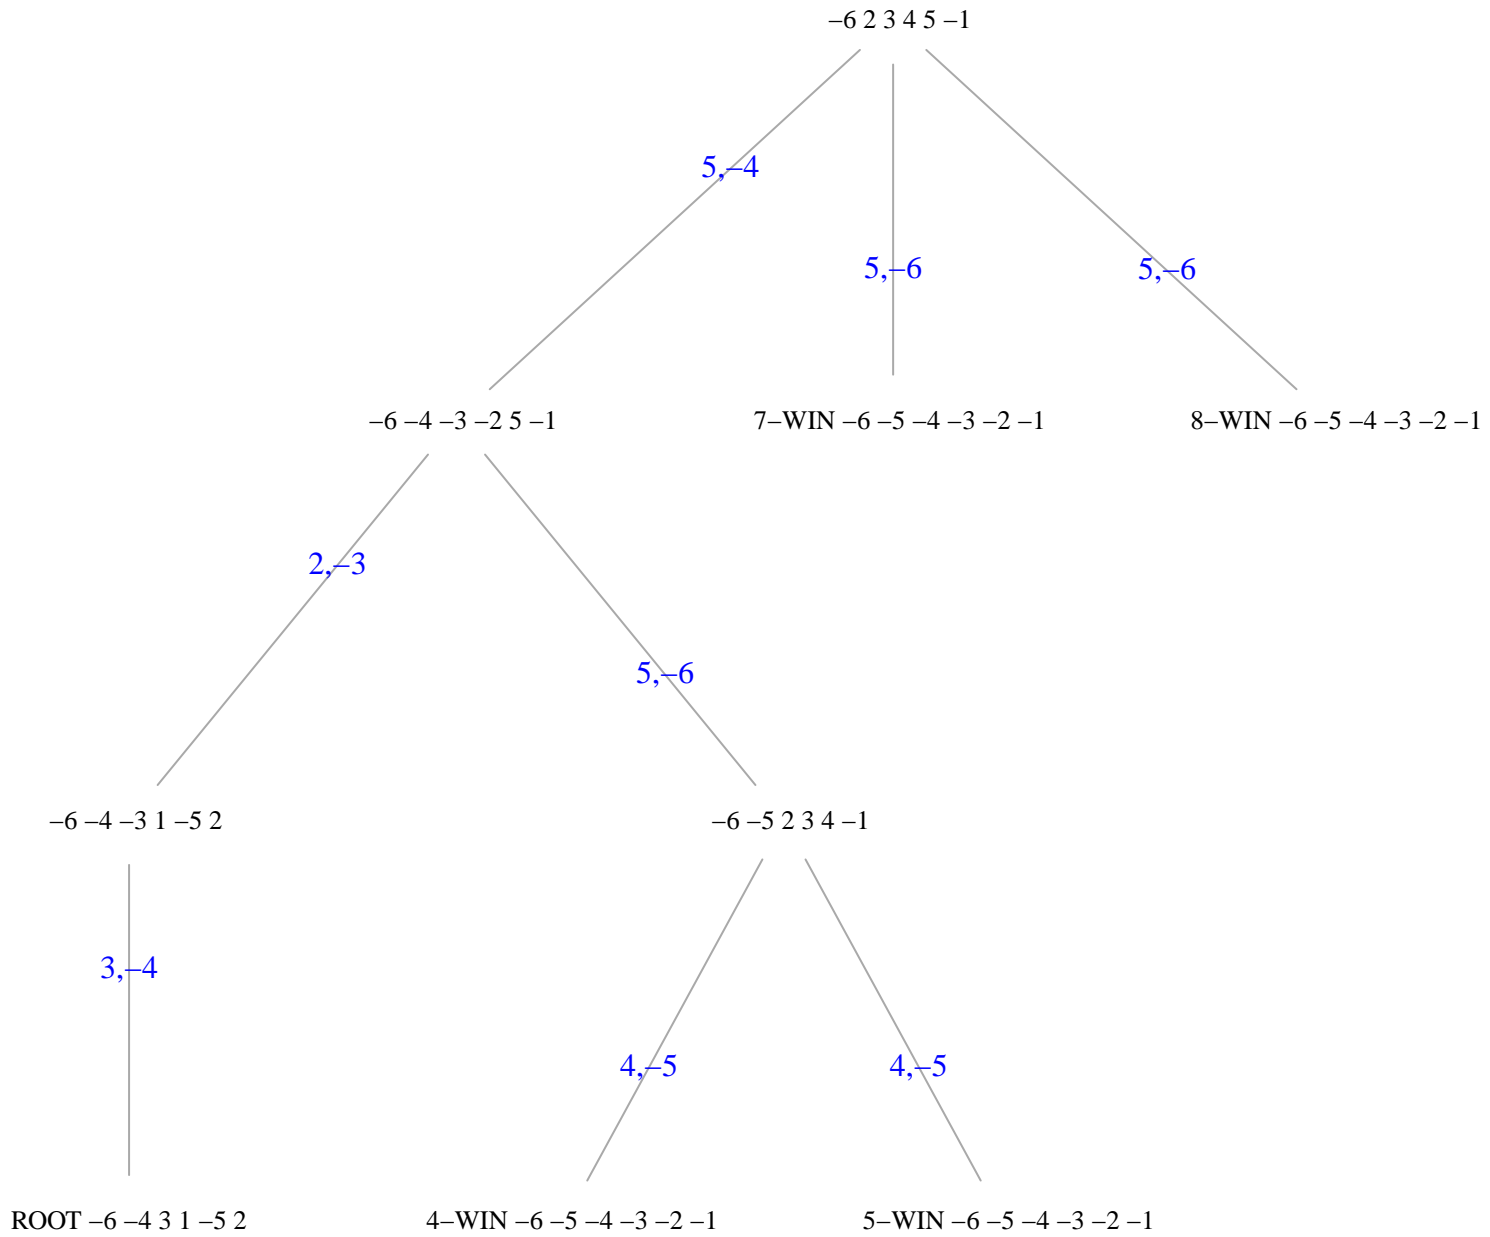 −6 2 3 4 5 −1
5,−4
5,−6
5,−6
−6 −4 −3 −2 5 −1
7−WIN −6 −5 −4 −3 −2 −1
8−WIN −6 −5 −4 −3 −2 −1
2,−3
5,−6
−6 −4 −3 1 −5 2
−6 −5 2 3 4 −1
3,−4
4,−5
4,−5
ROOT −6 −4 3 1 −5 2
4−WIN −6 −5 −4 −3 −2 −1
5−WIN −6 −5 −4 −3 −2 −1